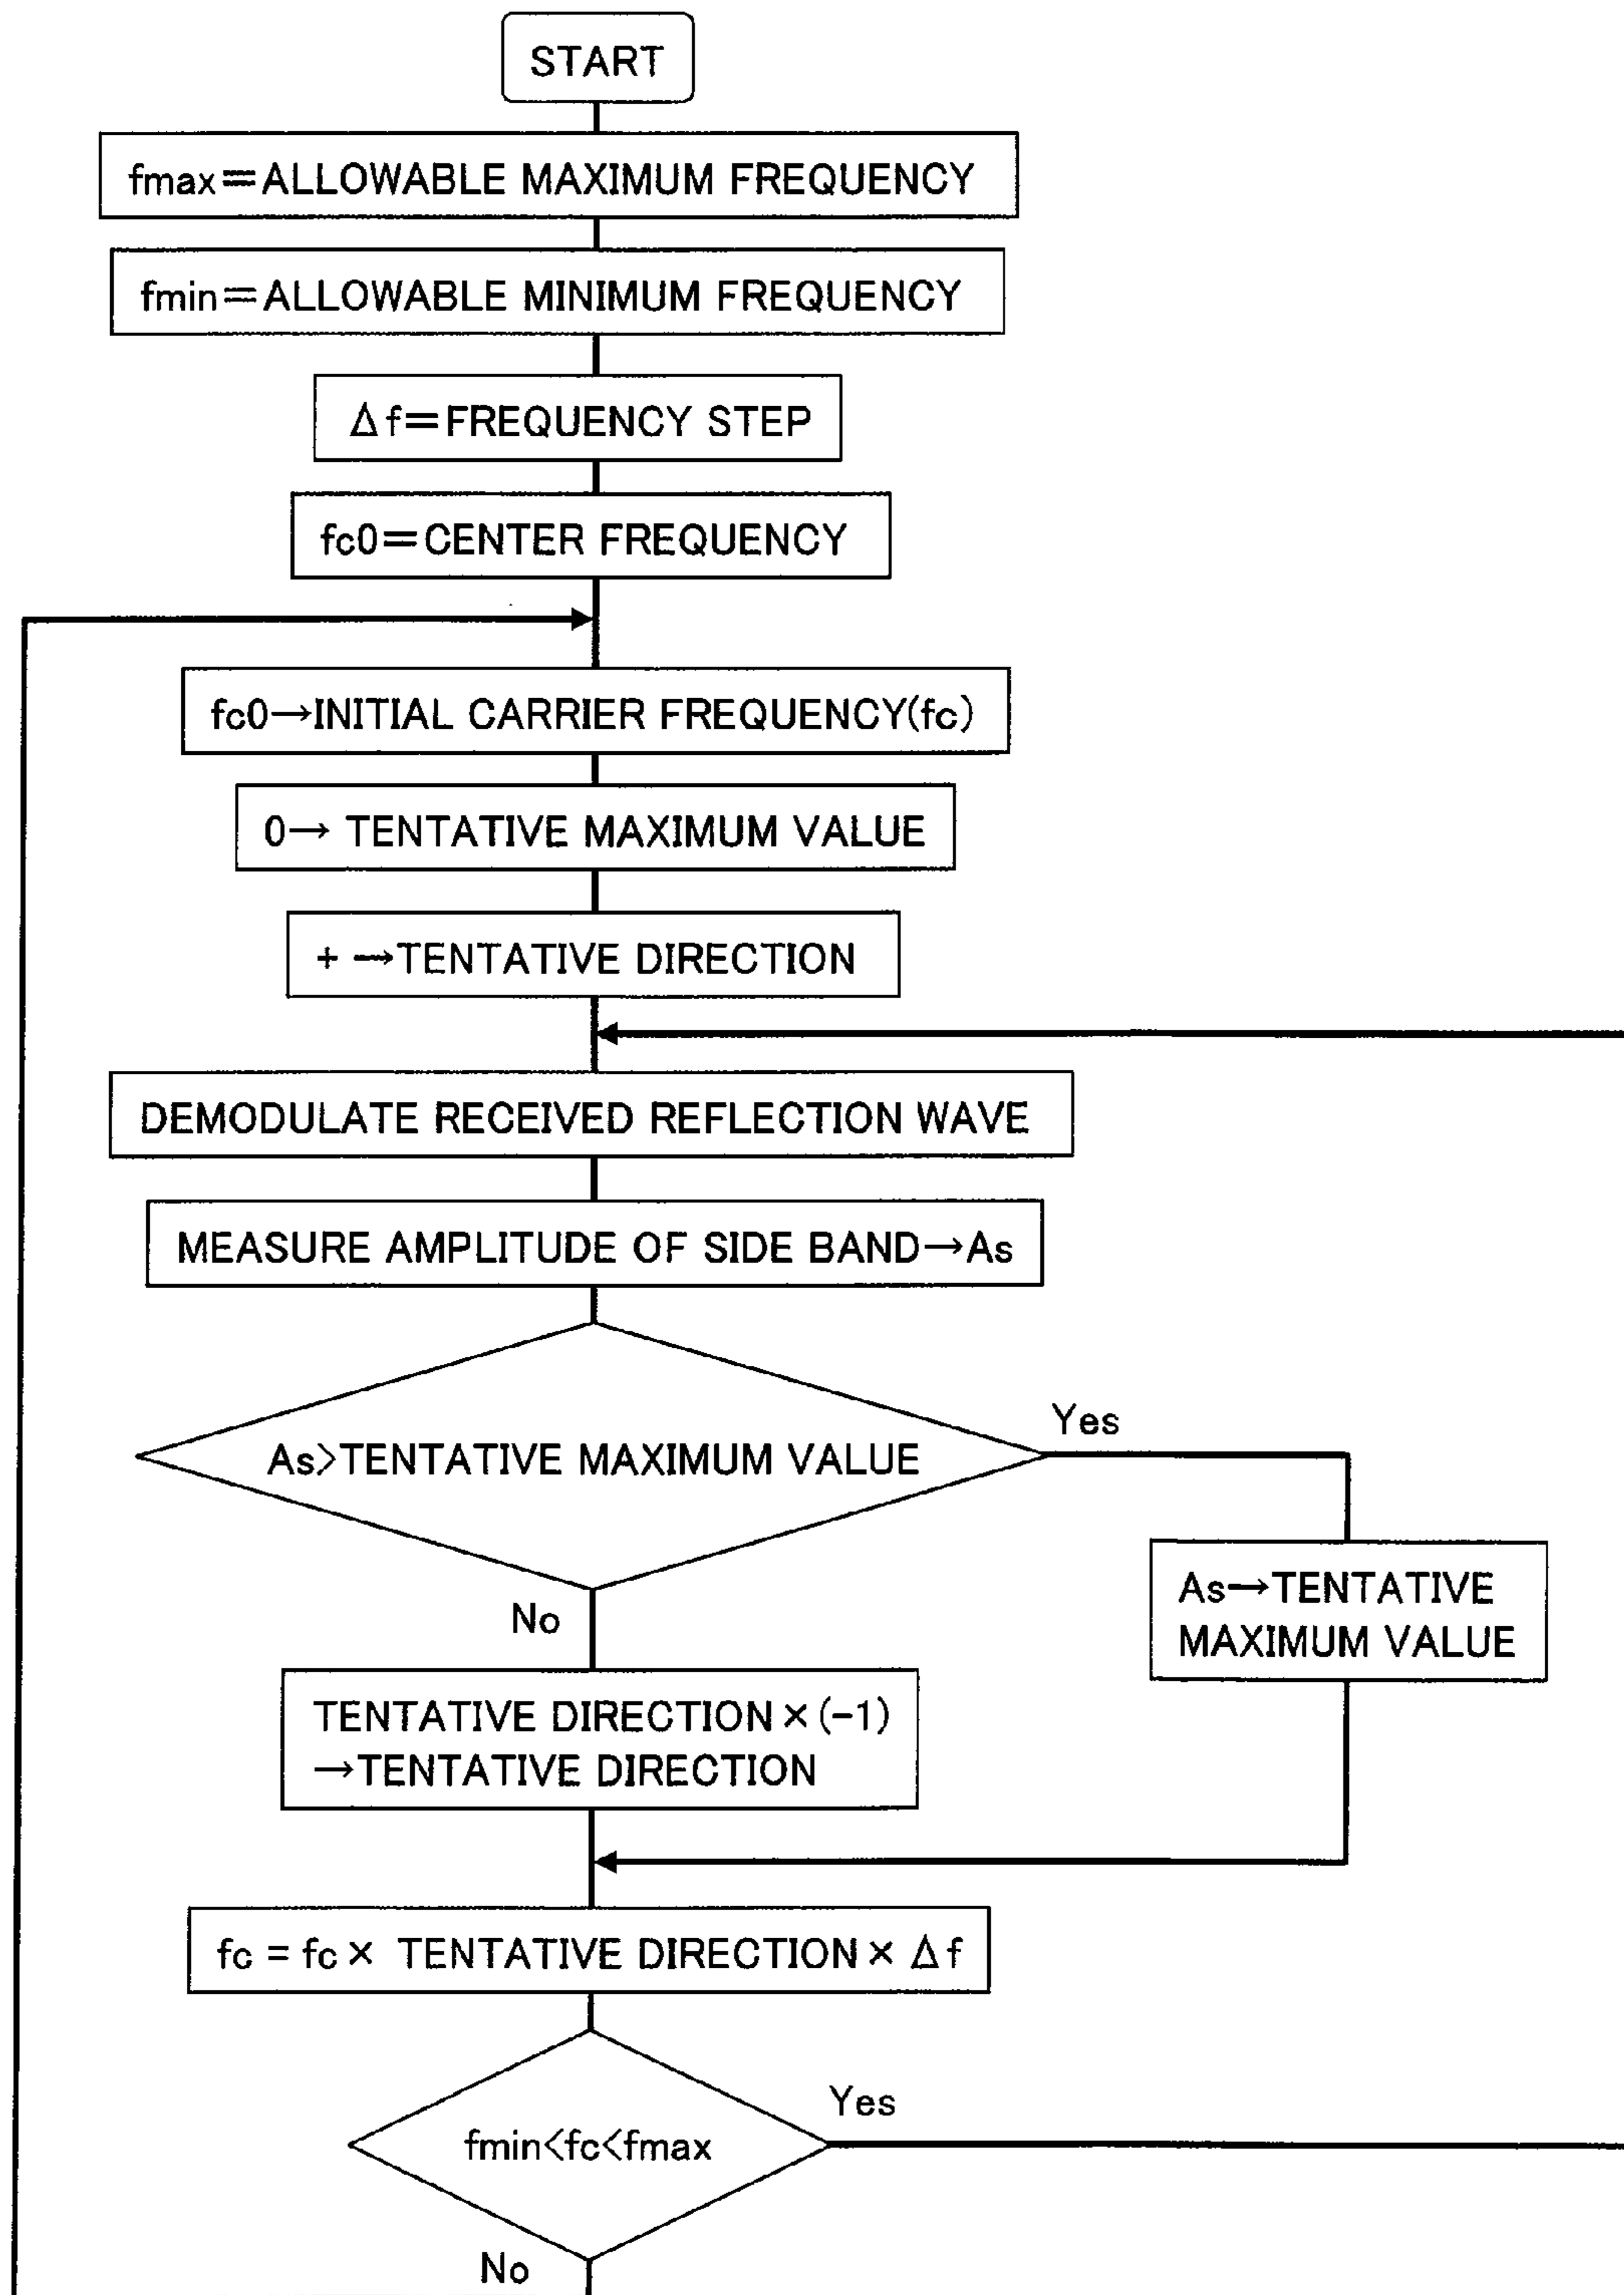 START
fmax=ALLOWABLE MAXIMUM FREQUENCY
fmin=ALLOWABLE MINIMUM FREQUENCY
Δf=FREQUENCY STEP
fc0=CENTER FREQUENCY
fc0→INITIAL CARRIER FREQUENCY(fc)
0→ TENTATIVE MAXIMUM VALUE
+ →TENTATIVE DIRECTION
DEMODULATE RECEIVED REFLECTION WAVE
MEASURE AMPLITUDE OF SIDE BAND→As
As>TENTATIVE MAXIMUM VALUE
Yes
As→TENTATIVE
MAXIMUM VALUE
No
TENTATIVE DIRECTION×(-1)
→TENTATIVE DIRECTION
fc = fc× TENTATIVE DIRECTION× Δf
fmin<fc<fmax
Yes
No